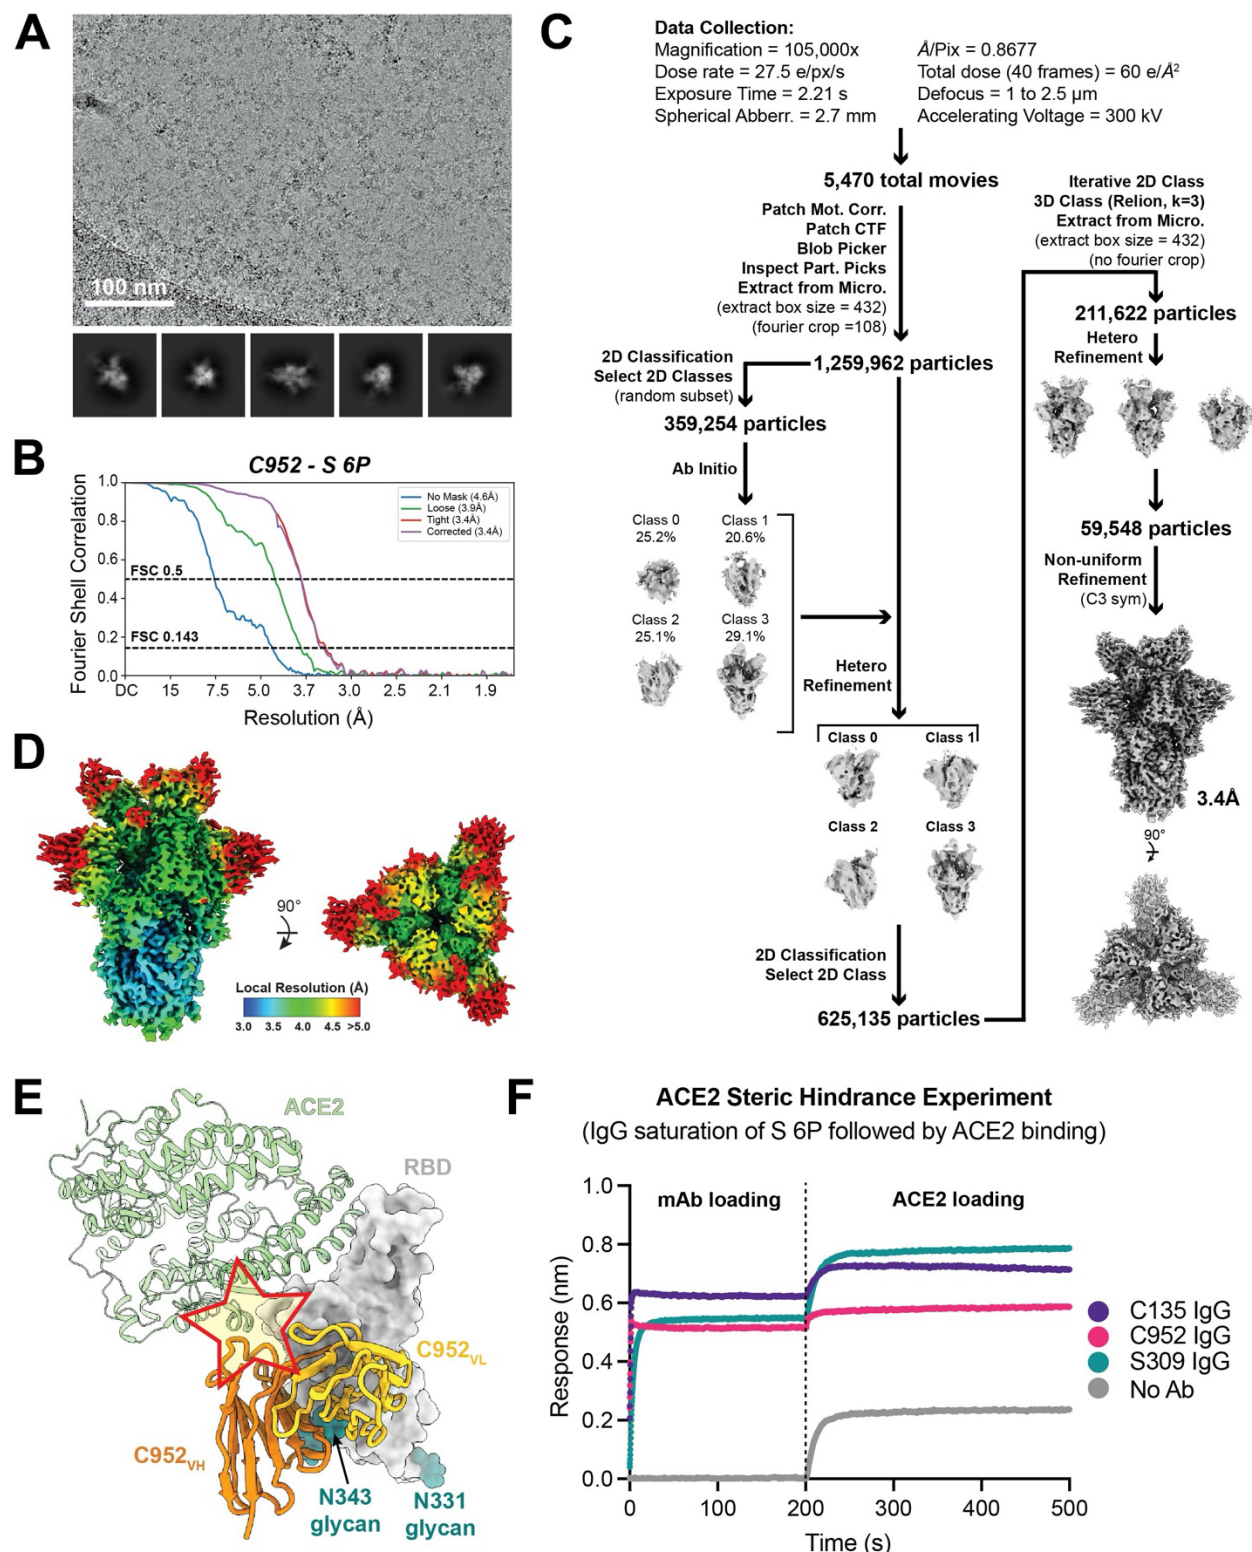 A
100 nm
B
C952 - S 6P
Fourier Shell Correlation
1.0
0.8
0.6
0.4
0.2
0.0
FSC 0.5
FSC 0.143
No Mask (4.6Å)
Loose (3.9Å)
Tight (3.4Å)
Corrected (3.4Å)
DC
15
7.5
5.0
3.7
3.0
2.5
2.1
1.9
Resolution (Å)
C
Data Collection:
Magnification = 105,000x
Dose rate = 27.5 e/px/s
Exposure Time = 2.21 s
Spherical Abberr. = 2.7 mm
Å/Pix = 0.8677
Total dose (40 frames) = 60 e/Å²
Defocus = 1 to 2.5 μm
Accelerating Voltage = 300 kV
5,470 total movies
Patch Mot. Corr.
Patch CTF
Blob Picker
Inspect Part. Picks
Extract from Micro.
(extract box size = 432)
(fourier crop =108)
1,259,962 particles
2D Classification
Select 2D Classes
(random subset)
359,254 particles
Ab Initio
Class 0
25.2%
Class 1
20.6%
Class 2
25.1%
Class 3
29.1%
Hetero
Refinement
Class 0
Class 1
Class 2
Class 3
2D Classification
Select 2D Class
625,135 particles
Iterative 2D Class
3D Class (Relion, k=3)
Extract from Micro.
(extract box size = 432)
(no fourier crop)
211,622 particles
Hetero
Refinement
59,548 particles
Non-uniform
Refinement
(C3 sym)
3.4Å
90°
D
90°
Local Resolution (Å)
3.0
3.5
4.0
4.5
>5.0
E
ACE2
RBD
C952VL
C952VH
N343
glycan
N331
glycan
F
ACE2 Steric Hindrance Experiment
(IgG saturation of S 6P followed by ACE2 binding)
mAb loading
ACE2 loading
Response (nm)
1.0
0.8
0.6
0.4
0.2
0.0
0
100
200
300
400
500
Time (s)
C135 IgG
C952 IgG
S309 IgG
No Ab